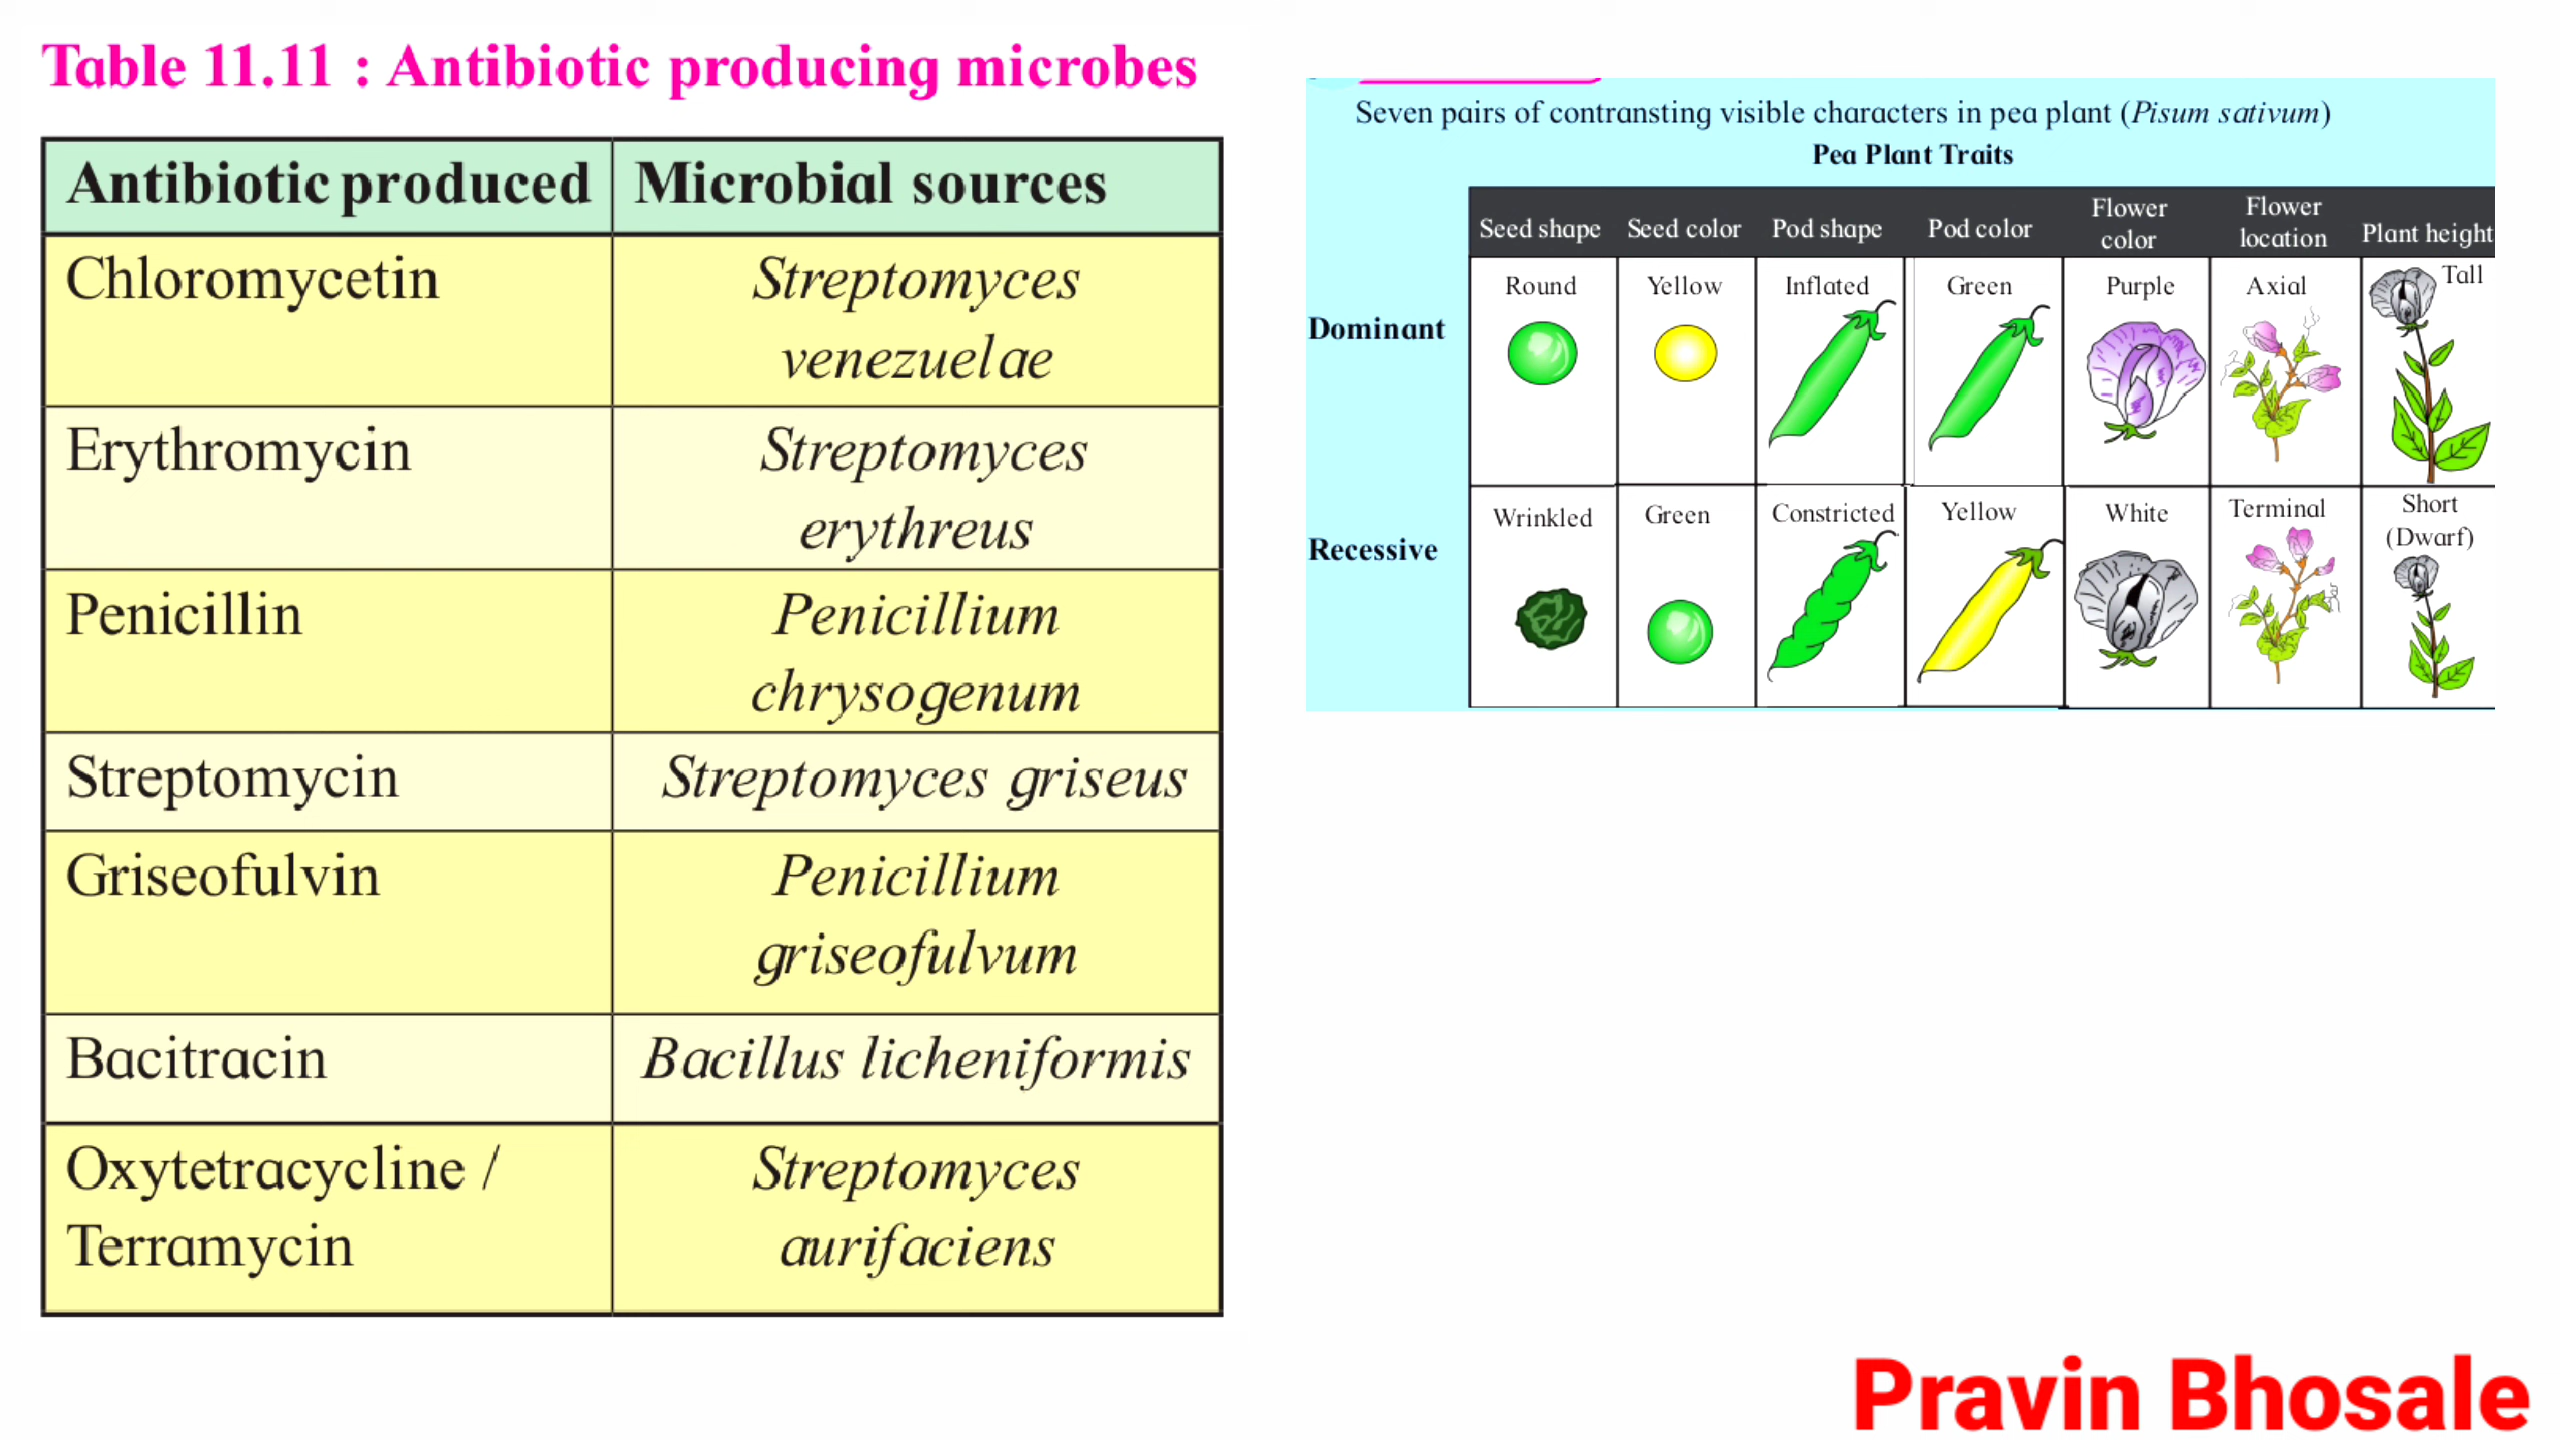 Table 11.11 : Antibiotic producing microbes
Antibiotic produced Microbial sources
Chloromycetin Streptomyces
venezuelae
Erythromycin Streptomyces
erythreus
Penicillin Penicillium
chrysogenum
Streptomycin Streptomyces griseus
Griseofulvin Penicillium
griseofulvum
Bacitracin Bacillus licheniformis
Oxytetracycline / Streptomyces
Terramycin aurifaciens
Seven pairs of contransting visible characters in pea plant (Pisum sativum)
Pea Plant Traits
Seed shape Seed color Pod shape Pod color Flower color Flower location Plant height
Dominant Round Yellow Inflated Green Purple Axial Tall
Recessive Wrinkled Green Constricted Yellow White Terminal Short (Dwarf)
Pravin Bhosale